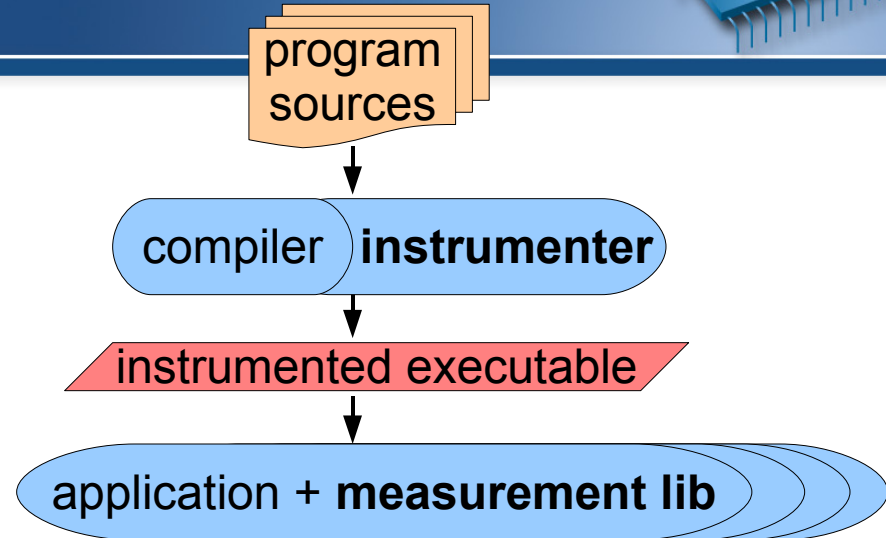 program
sources
compiler instrumenter
instrumented executable
application + measurement lib